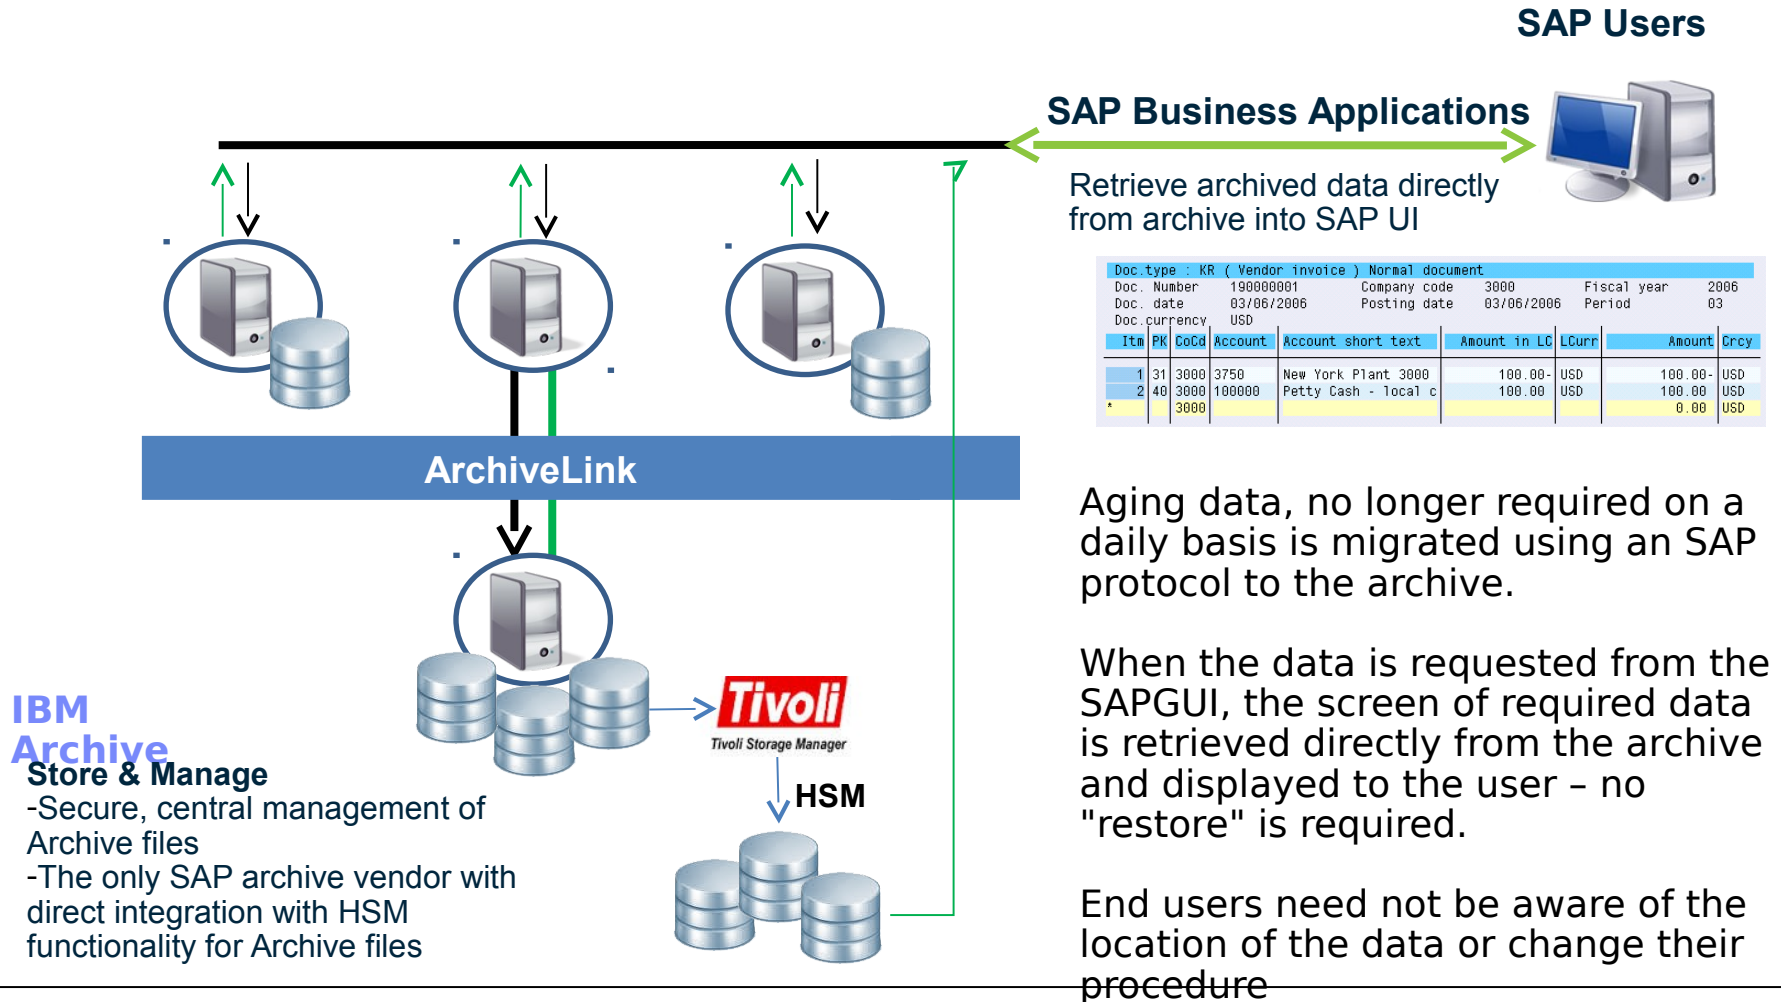 SAP Users
SAP Business Applications
Retrieve archived data directly
from archive into SAP UI
Doc.type : KR ( Vendor invoice ) Normal document
Doc. Number 190000001 Company code 3000 Fiscal year 2006
Doc. date 03/06/2006 Posting date 03/06/2006 Period 03
Doc.currency USD
Itm PK CoCd Account Account short text Amount in LC LCurr Amount Crcy
1 31 3000 3750 New York Plant 3000 100.00- USD 100.00- USD
2 40 3000 100000 Petty Cash - local c 100.00 USD 100.00 USD
* 3000 0.00 USD
ArchiveLink
Aging data, no longer required on a
daily basis is migrated using an SAP
protocol to the archive.
When the data is requested from the
SAPGUI, the screen of required data
is retrieved directly from the archive
and displayed to the user – no
"restore" is required.
End users need not be aware of the
location of the data or change their
procedure
Tivoli
Tivoli Storage Manager
HSM
IBM
Archive
Store & Manage
-Secure, central management of
Archive files
-The only SAP archive vendor with
direct integration with HSM
functionality for Archive files